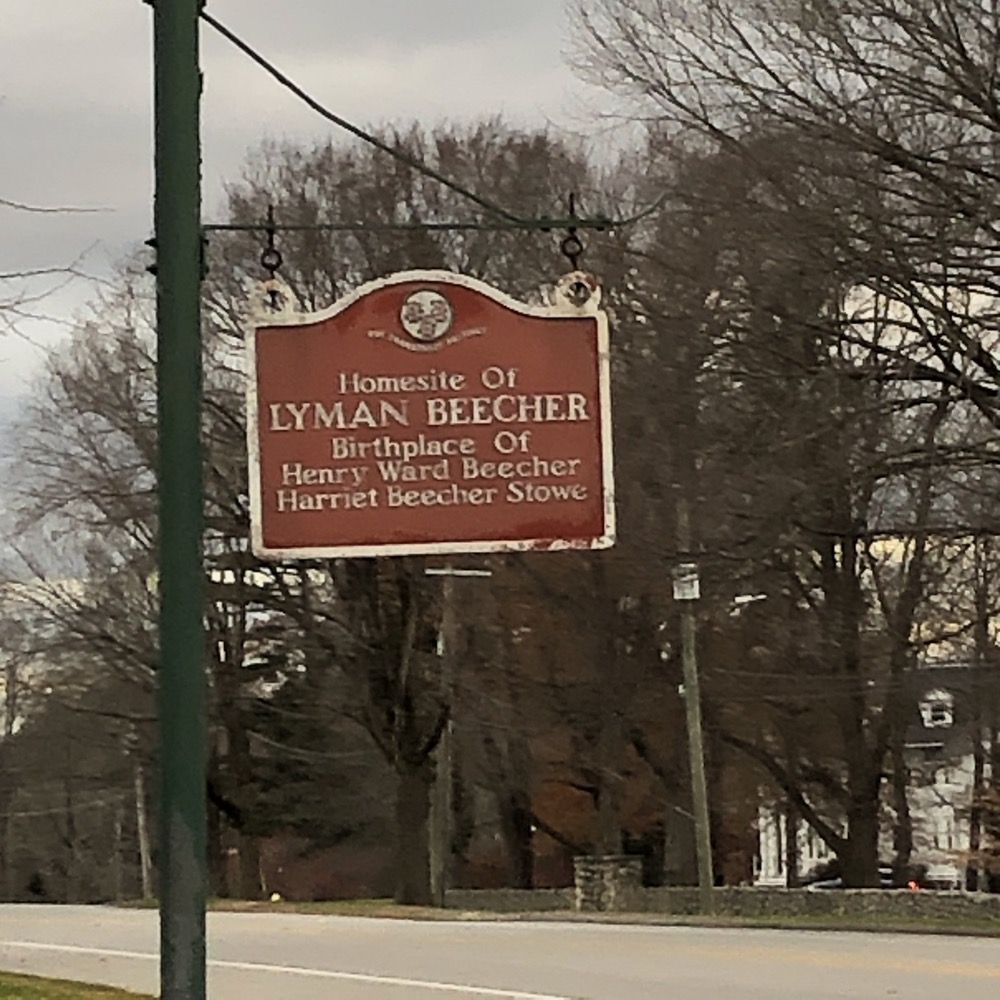 Homesite Of
LYMAN BEECHER
Birthplace Of
Henry Ward Beecher
Harriet Beecher Stowe